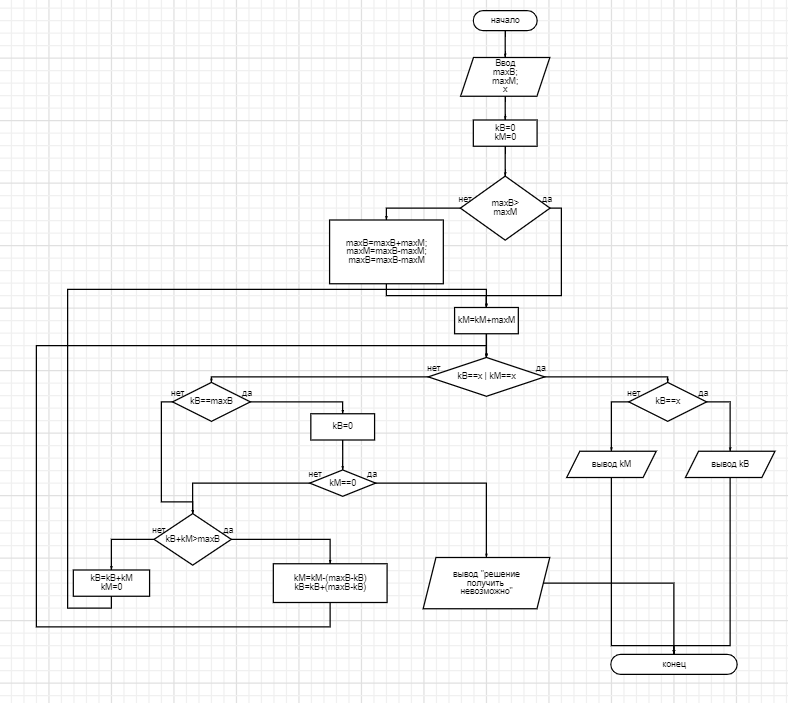 начало
Ввод
maxB;
maxM;
x
kB=0
kM=0
нет
да
maxB>
maxM
maxB=maxB+maxM;
maxM=maxB-maxM;
maxB=maxB-maxM
kM=kM+maxM
нет
да
kB==x | kM==x
нет
да
kB==maxB
нет
да
kB==x
kB=0
вывод kM
вывод kB
нет
да
kM==0
нет
да
kB+kM>maxB
kB=kB+kM
kM=0
kM=kM-(maxB-kB)
kB=kB+(maxB-kB)
вывод "решение
получить
невозможно"
конец